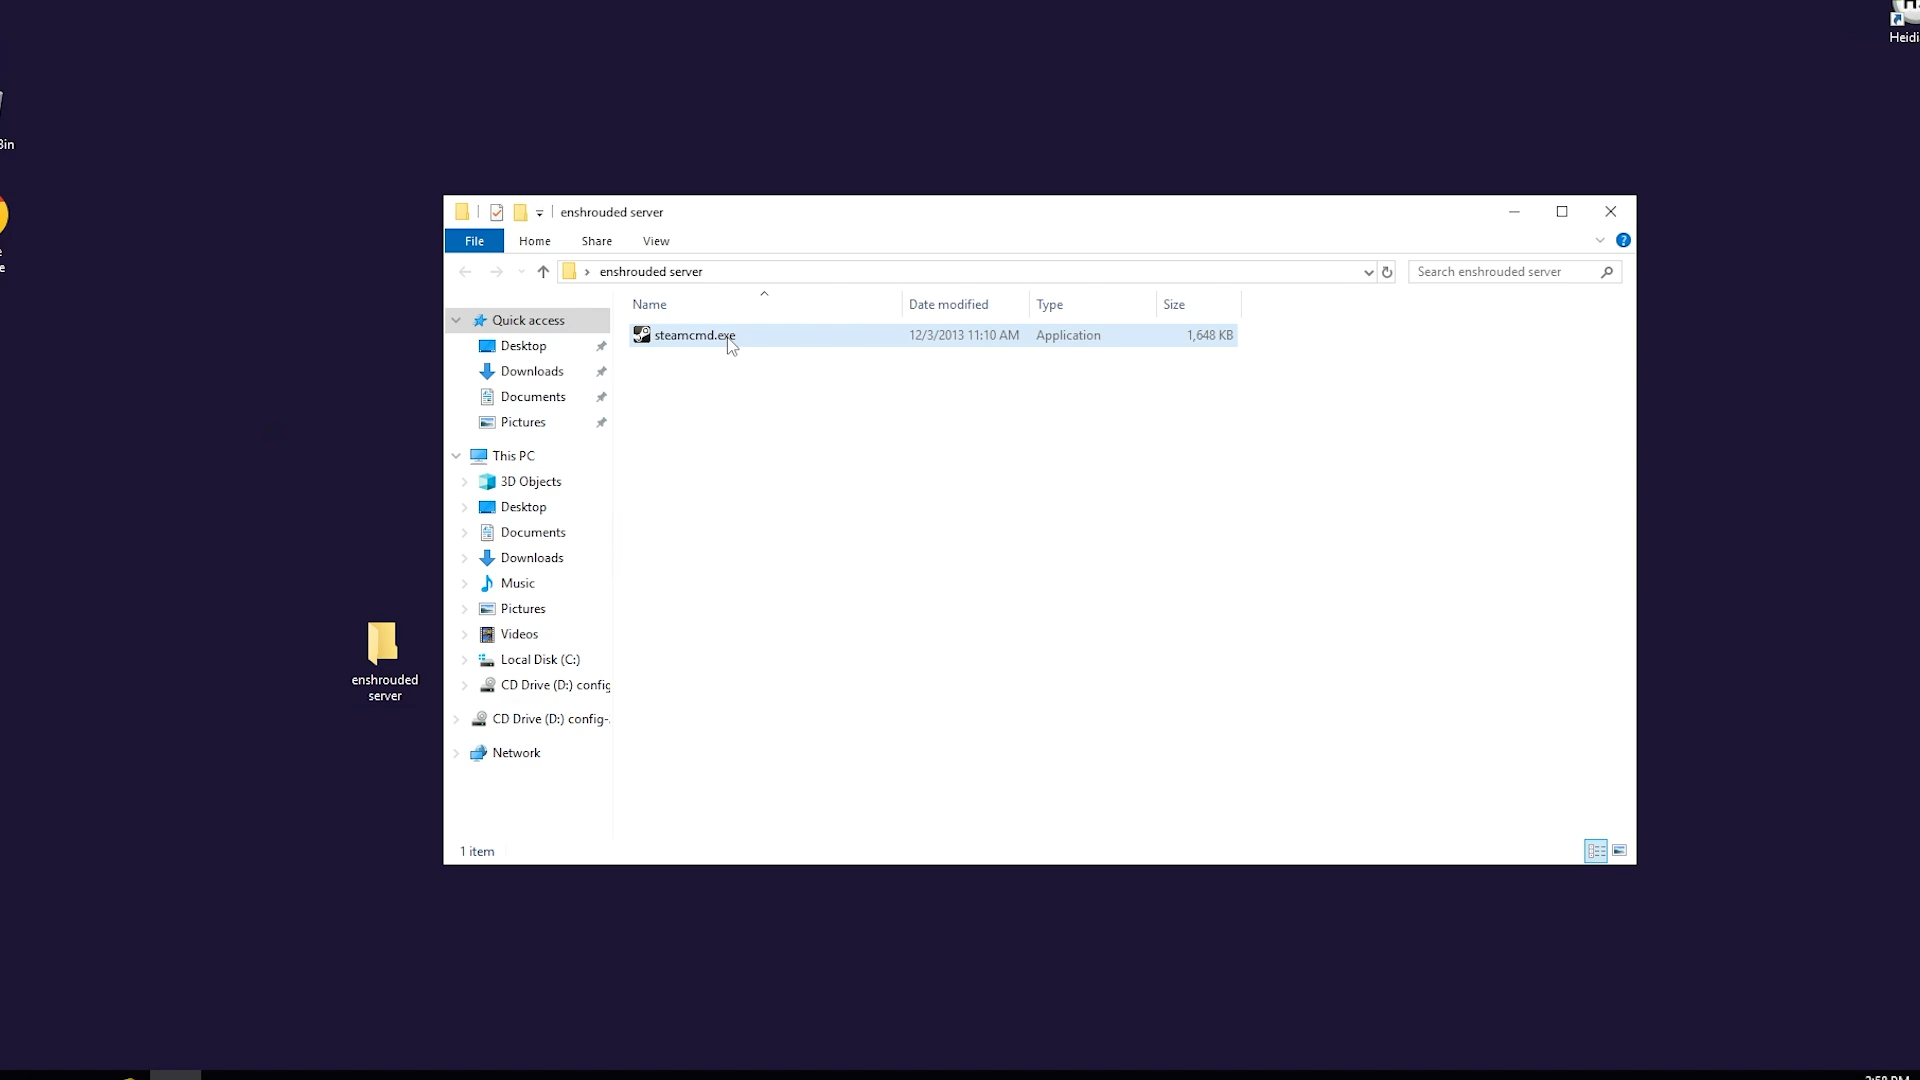 Heidi
Bin
enshrouded server
File
Home
Share
View
enshrouded server
Search enshrouded server
Name
Date modified
Type
Size
Quick access
steamcmd.exe
12/3/2013 11:10 AM
Application
1,648 KB
Desktop
Downloads
Documents
Pictures
This PC
3D Objects
Desktop
Documents
Downloads
Music
Pictures
Videos
Local Disk (C:)
CD Drive (D:) config
CD Drive (D:) config-
Network
enshrouded
server
1 item